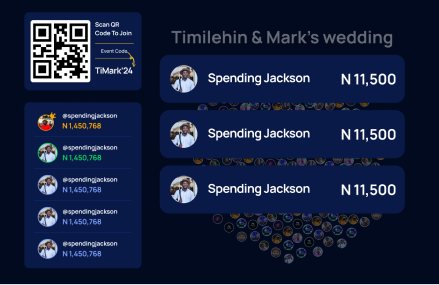 Scan QR
Code To Join
Event Code
TiMark'24
@spendingjackson
N 1,450,768
@spendingjackson
N 1,450,768
@spendingjackson
N 1,450,768
@spendingjackson
N 1,450,768
@spendingjackson
N 1,450,768
Timilehin & Mark's wedding
Spending Jackson N 11,500
Spending Jackson N 11,500
Spending Jackson N 11,500